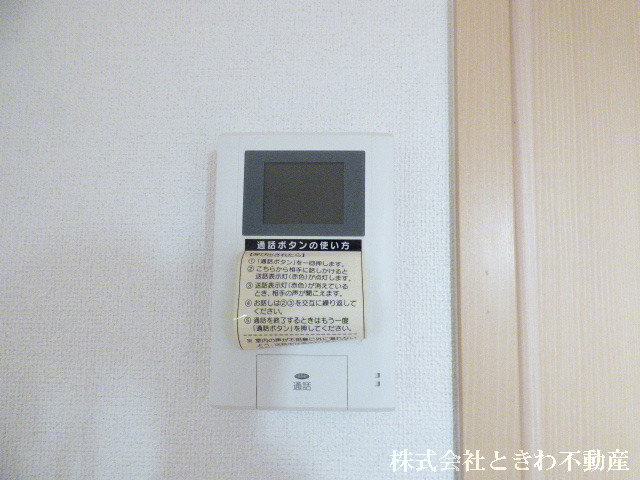 通話ボタンの使い方
①「通話ボタン」を一回押します。
②こちらから相手に話しかけると
送話表示灯(赤色)が点灯します。
③送話表示灯(赤色)が消えている
とき、相手の声が聞こえます。
④お話しは②③を交互に繰り返して
ください。
⑤通話を終了するときはもう一度
「通話ボタン」を押してください。
通話
株式会社ときわ不動産